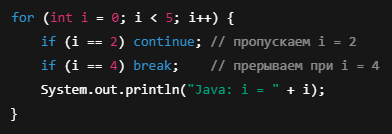 for (int i = 0; i < 5; i++) {
    if (i == 2) continue; // пропускаем i = 2
    if (i == 4) break;    // прерываем при i = 4
    System.out.println("Java: i = " + i);
}